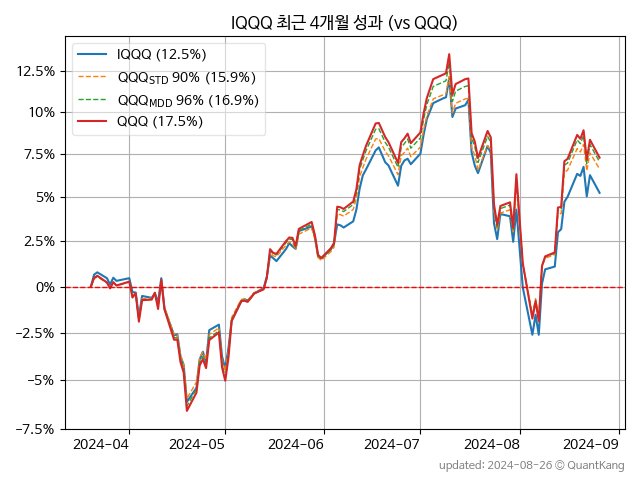 IQQQ 최근 4개월 성과 (vs QQQ)
IQQQ (12.5%)
QQQSTD 90% (15.9%)
QQQMDD 96% (16.9%)
QQQ (17.5%)
12.5%
10%
7.5%
5%
2.5%
0%
−2.5%
−5%
−7.5%
2024-04 2024-05 2024-06 2024-07 2024-08 2024-09
updated: 2024-08-26 © QuantKang